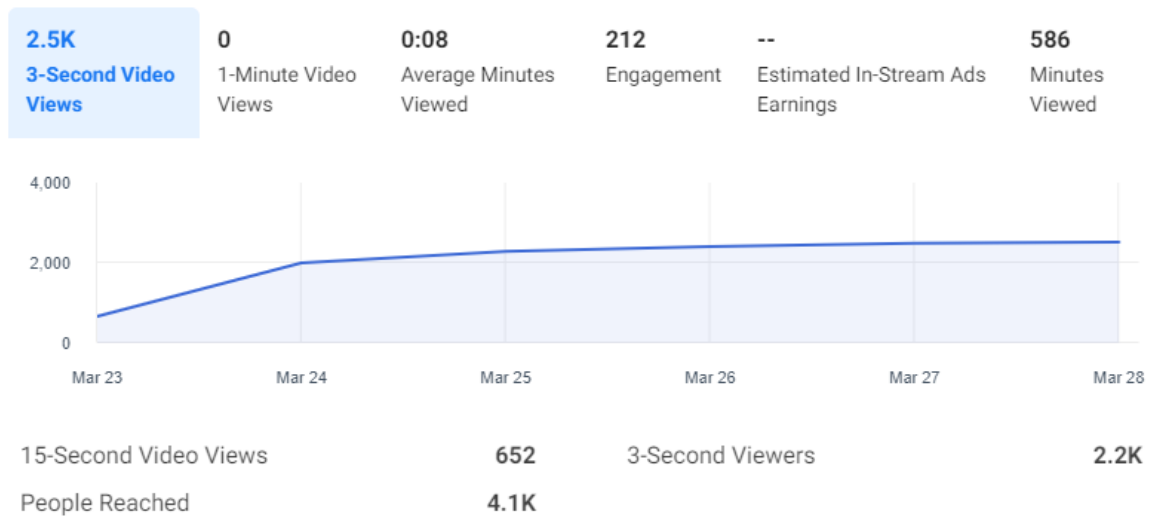 2.5K
3-Second Video
Views
0
1-Minute Video
Views
0:08
Average Minutes
Viewed
212
Engagement
--
Estimated In-Stream Ads
Earnings
586
Minutes
Viewed
4,000
2,000
0
Mar 23 Mar 24 Mar 25 Mar 26 Mar 27 Mar 28
15-Second Video Views 652
3-Second Viewers 2.2K
People Reached 4.1K